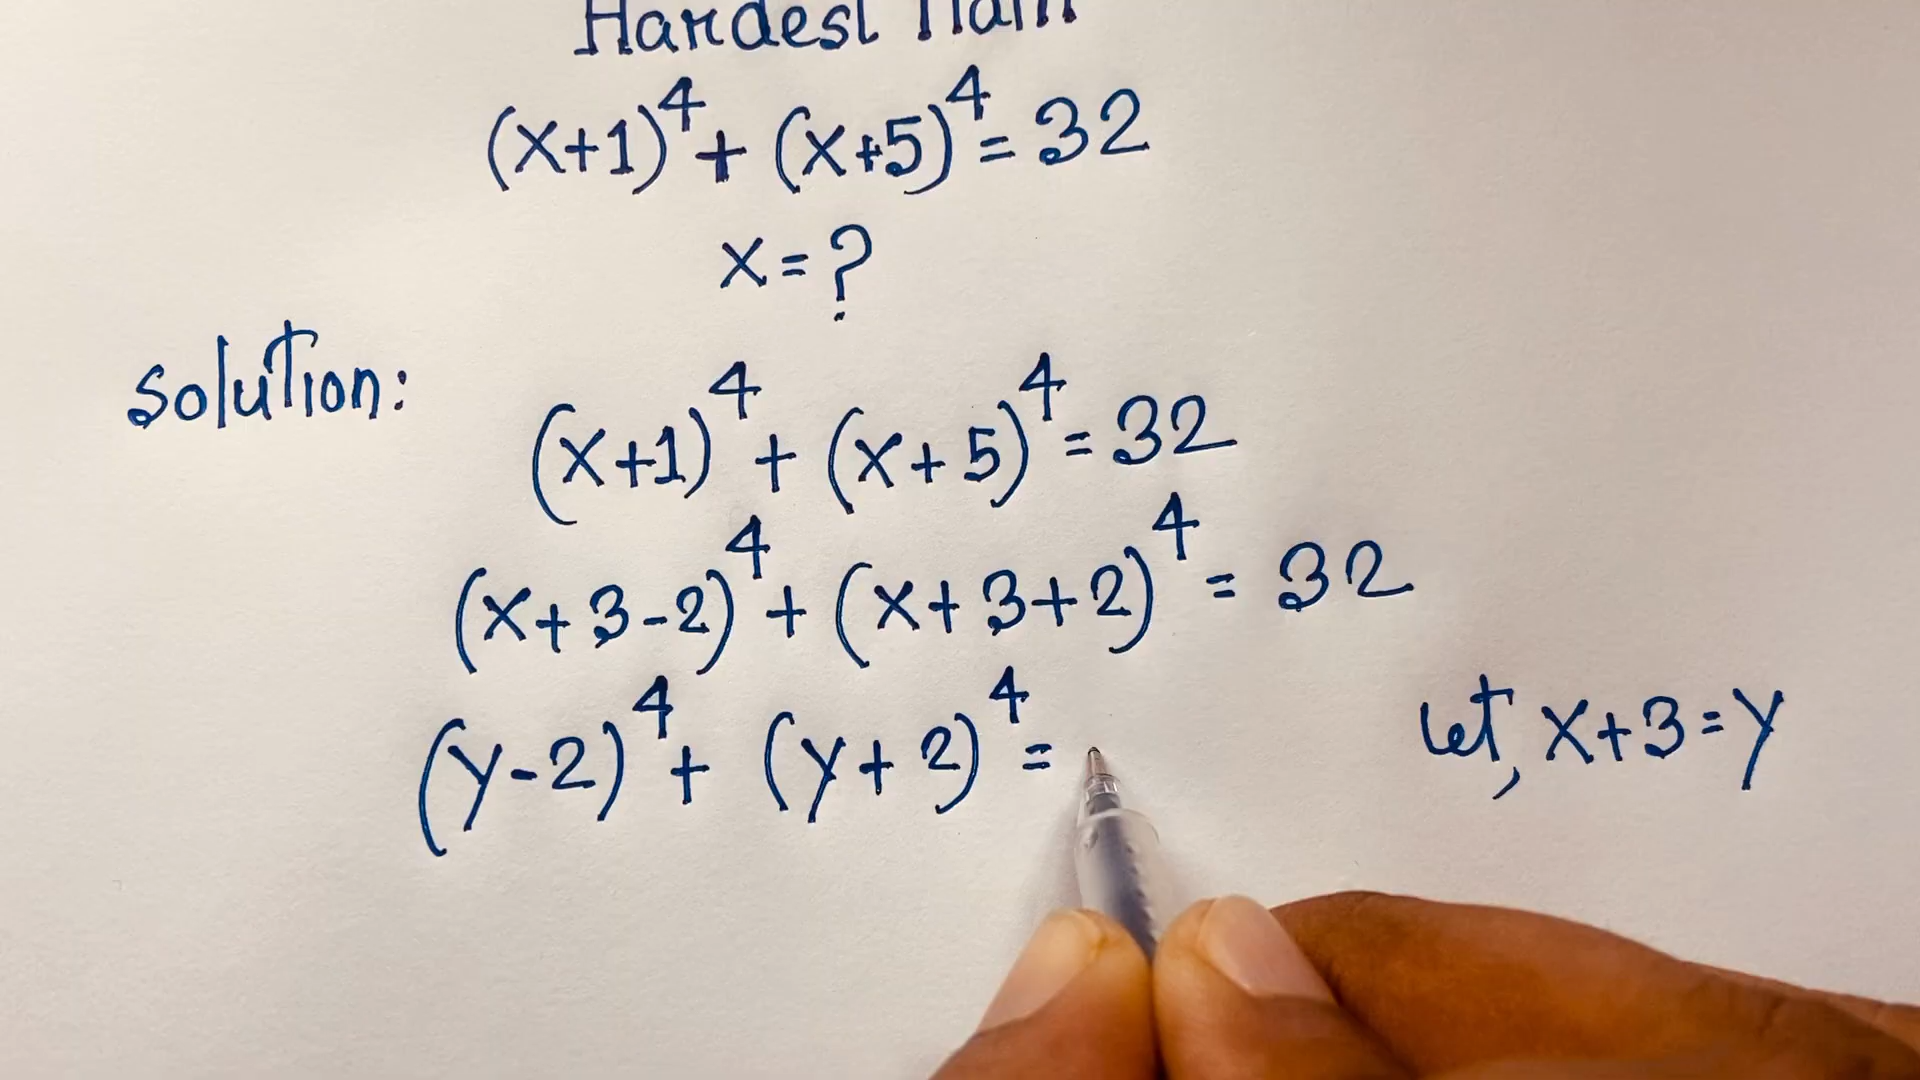 Hardest Math
(x+1)⁴+ (x+5)⁴= 32
x = ?
Solution:
(x+1)⁴+ (x+5)⁴= 32
(x+3-2)⁴+ (x+3+2)⁴ = 32
(y-2)⁴+ (y+2)⁴ =
let, x+3=y